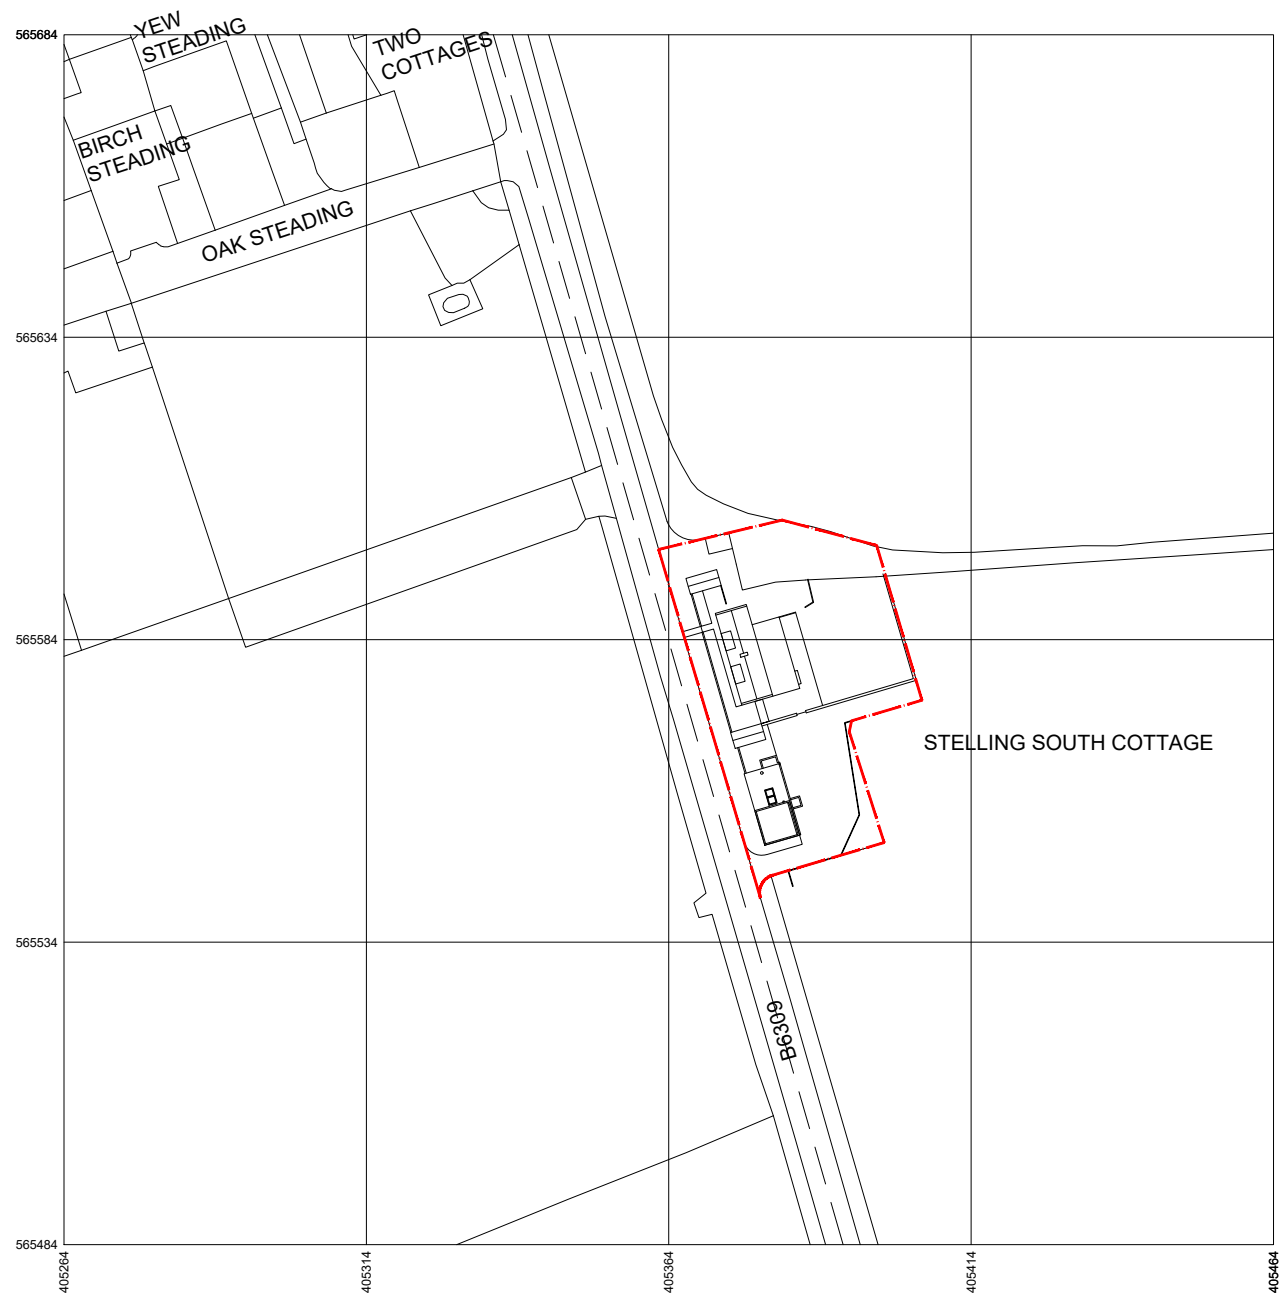 565684
YEW
STEADING
TWO
COTTAGES
BIRCH
STEADING
OAK STEADING
565634
565584
STELLING SOUTH COTTAGE
565534
B6309
565484
405264
405314
405364
405414
405464